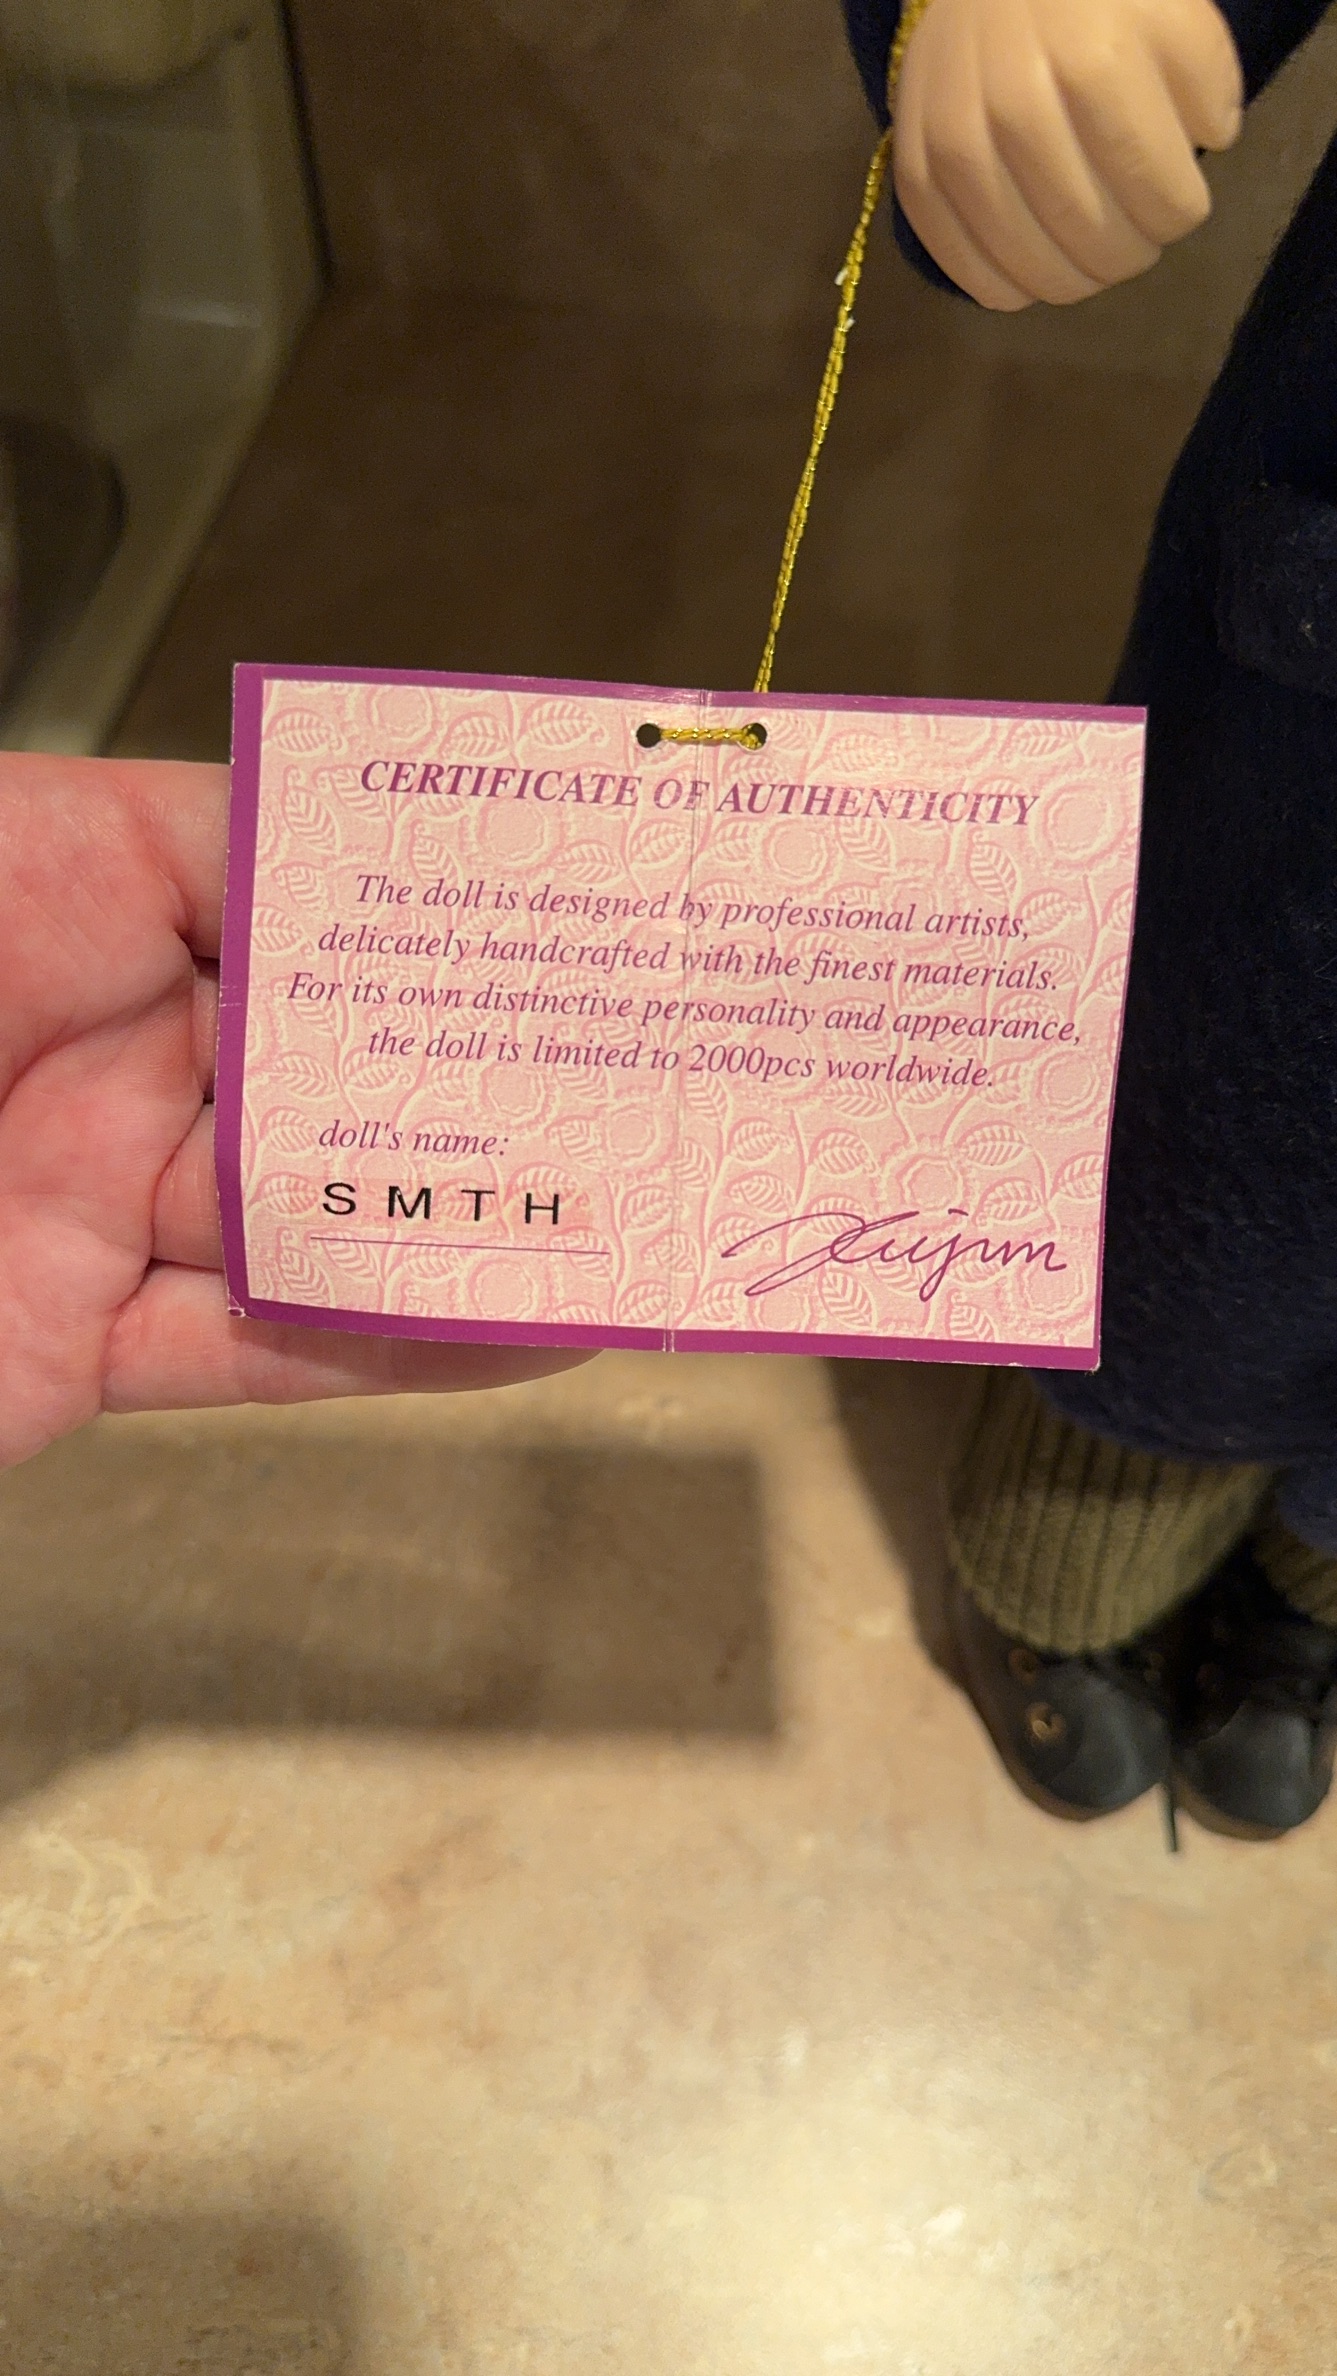 CERTIFICATE OF AUTHENTICITY
The doll is designed by professional artists,
delicately handcrafted with the finest materials.
For its own distinctive personality and appearance,
the doll is limited to 2000pcs worldwide.
doll's name:
S M T H